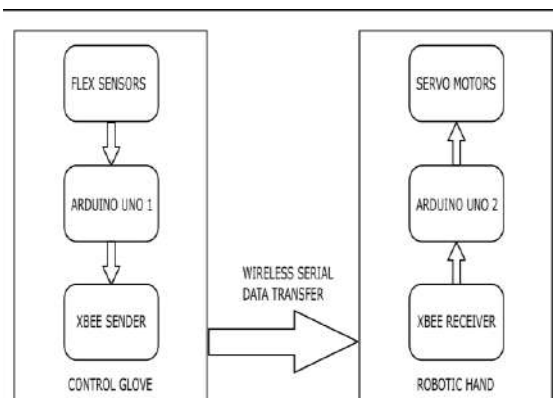 FLEX SENSORS
ARDUINO UNO 1
XBEE SENDER
CONTROL GLOVE
WIRELESS SERIAL
DATA TRANSFER
SERVO MOTORS
ARDUINO UNO 2
XBEE RECEIVER
ROBOTIC HAND